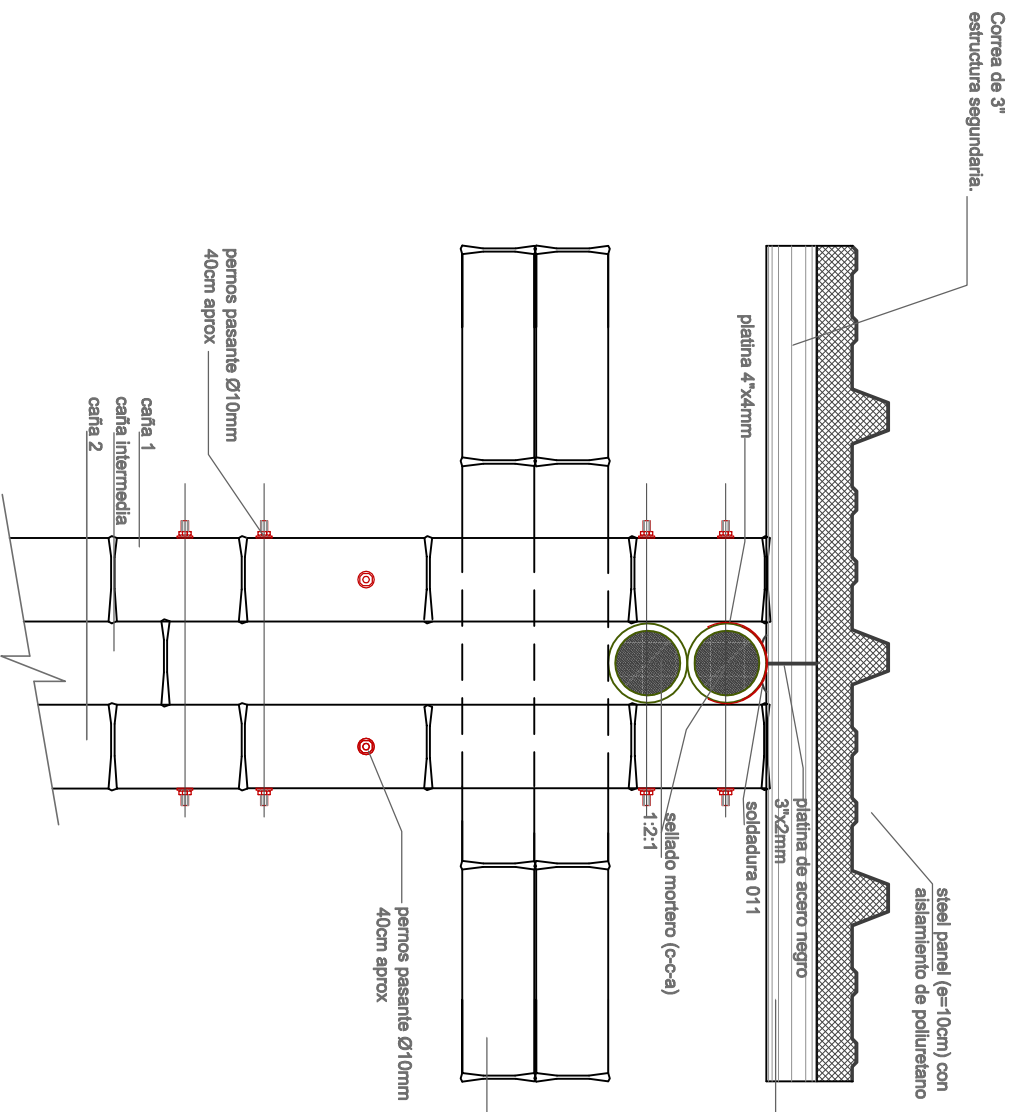 Correa de 3"
estructura segundaria.
steel panel (e=10cm) con
aislamiento de poliuretano
platina de acero negro
3"x2mm
platina 4"x4mm
soldadura 011
sellado mortero (c-c-a)
1:2:1
pernos pasante Ø10mm
40cm aprox
pernos pasante Ø10mm
40cm aprox
caña 1
caña intermedia
caña 2